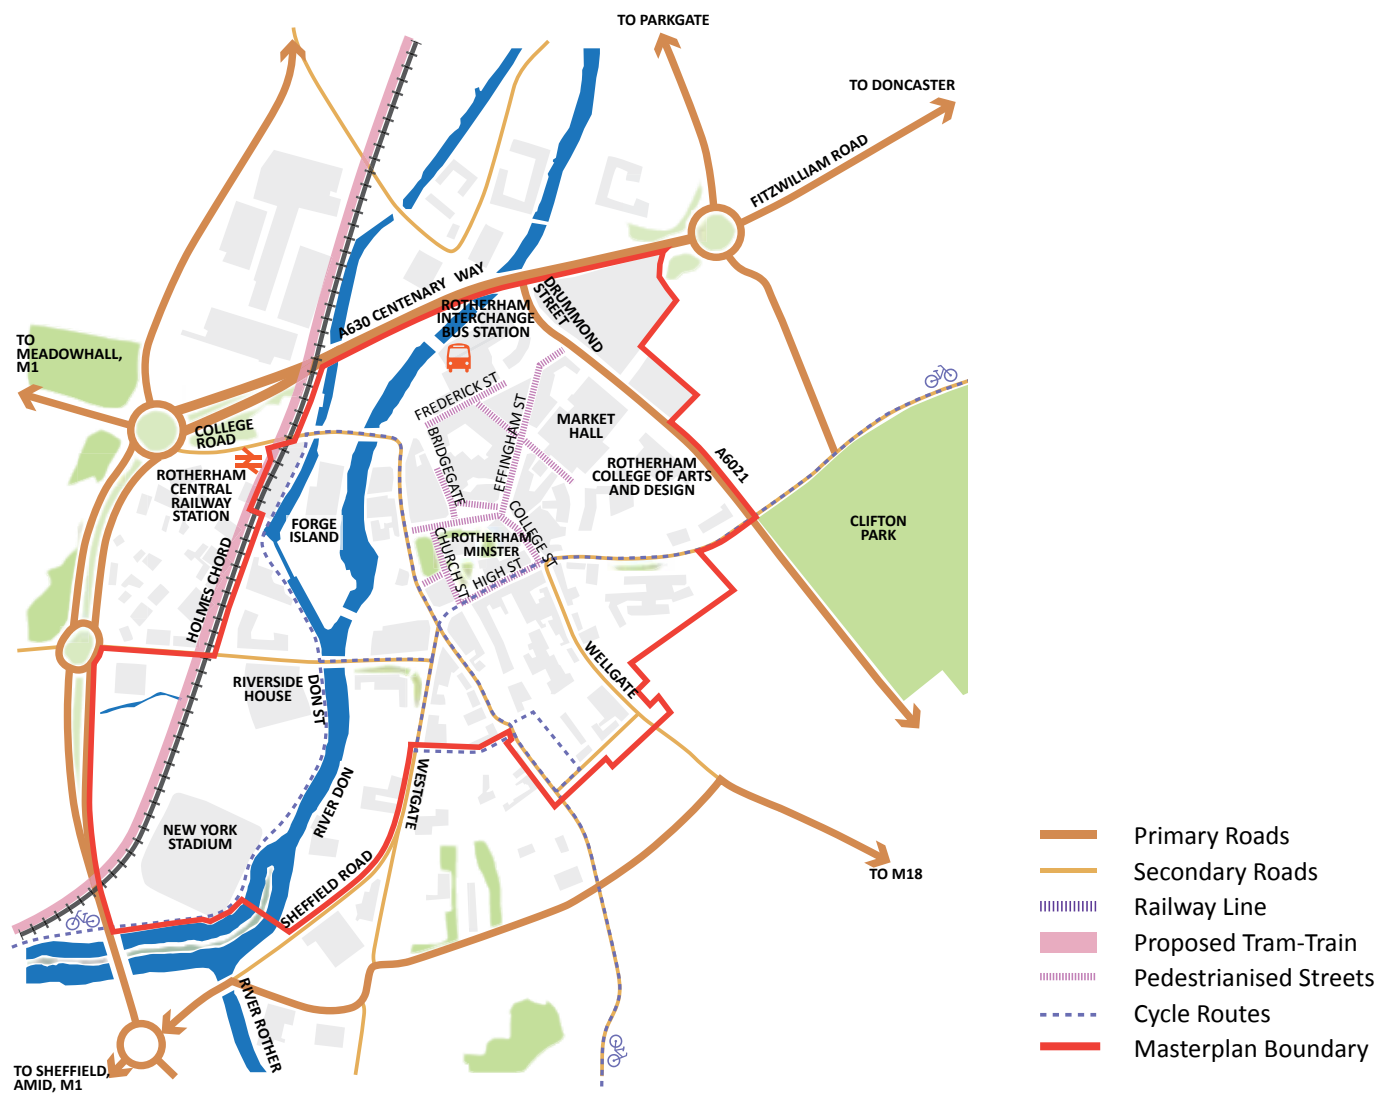 TO PARKGATE
TO DONCASTER
FITZWILLIAM ROAD
A630 CENTENARY WAY
DRUMMOND
STREET
ROTHERHAM
INTERCHANGE
BUS STATION
TO
MEADOWHALL,
M1
FREDERICK ST
COLLEGE
ROAD
BRIDGEGATE
EFFINGHAM ST
MARKET
HALL
ROTHERHAM
COLLEGE OF ARTS
AND DESIGN
A6021
ROTHERHAM
CENTRAL
RAILWAY
STATION
FORGE
ISLAND
COLLEGE ST
ROTHERHAM
MINSTER
CHURCH ST
HIGH ST
CLIFTON
PARK
HOLMES CHORD
WELLGATE
RIVERSIDE
HOUSE
DON ST
WESTGATE
RIVER DON
NEW YORK
STADIUM
SHEFFIELD ROAD
TO M18
RIVER ROTHER
TO SHEFFIELD,
AMID, M1
Primary Roads
Secondary Roads
Railway Line
Proposed Tram-Train
Pedestrianised Streets
Cycle Routes
Masterplan Boundary